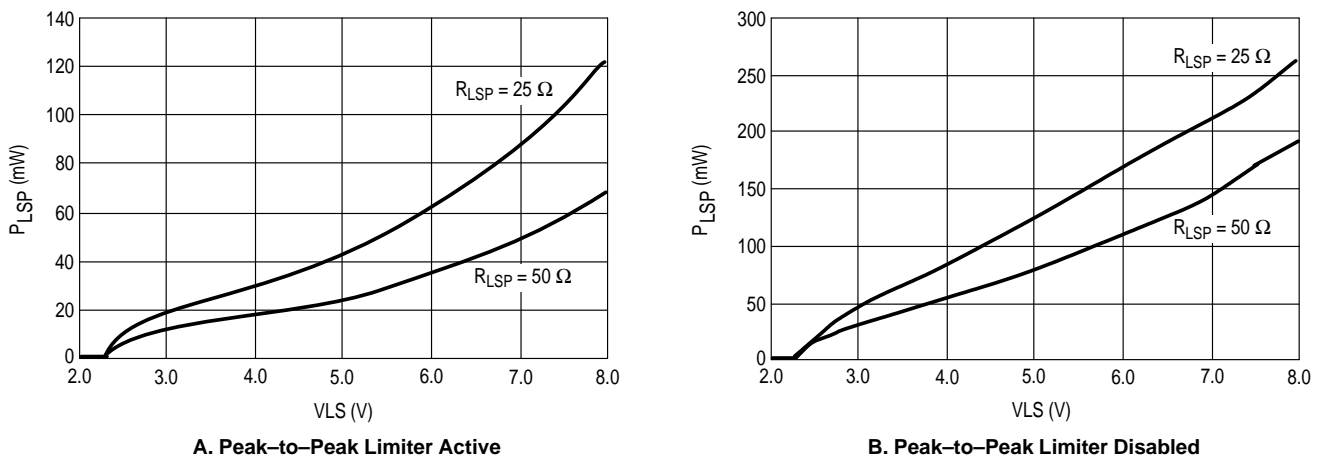 140
120
100
80
60
40
20
0
P_LSP (mW)
R_LSP = 25 Ω
R_LSP = 50 Ω
2.0 3.0 4.0 5.0 6.0 7.0 8.0
VLS (V)
A. Peak–to–Peak Limiter Active
300
250
200
150
100
50
0
P_LSP (mW)
R_LSP = 25 Ω
R_LSP = 50 Ω
2.0 3.0 4.0 5.0 6.0 7.0 8.0
VLS (V)
B. Peak–to–Peak Limiter Disabled